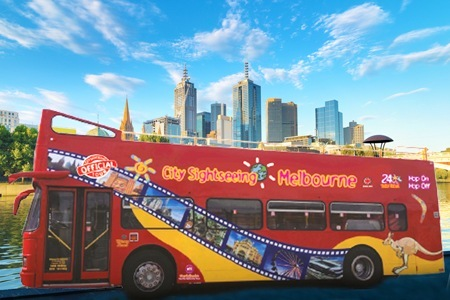 OFFICIAL
City Sightseeing Melbourne
24
Hop On
Hop Off